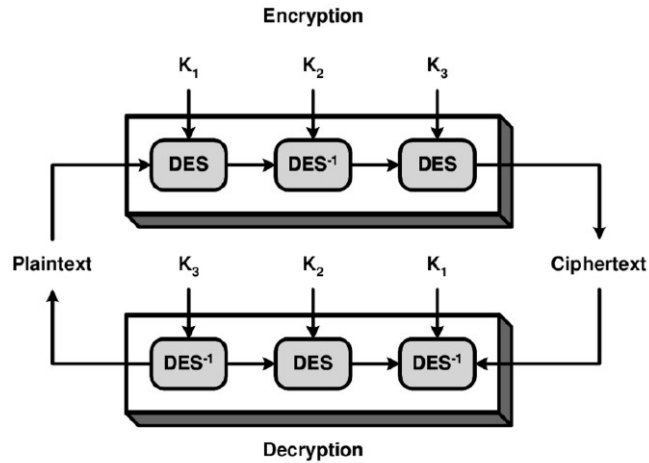 Encryption
K₁ K₂ K₃
DES DES⁻¹ DES
Plaintext Ciphertext
K₃ K₂ K₁
DES⁻¹ DES DES⁻¹
Decryption